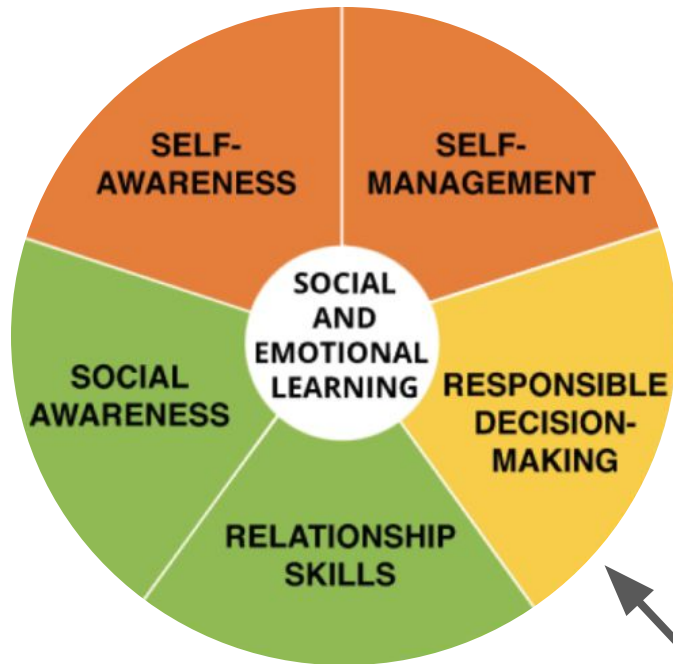 SELF-
AWARENESS
SELF-
MANAGEMENT
SOCIAL
AND
EMOTIONAL
LEARNING
SOCIAL
AWARENESS
RESPONSIBLE
DECISION-
MAKING
RELATIONSHIP
SKILLS